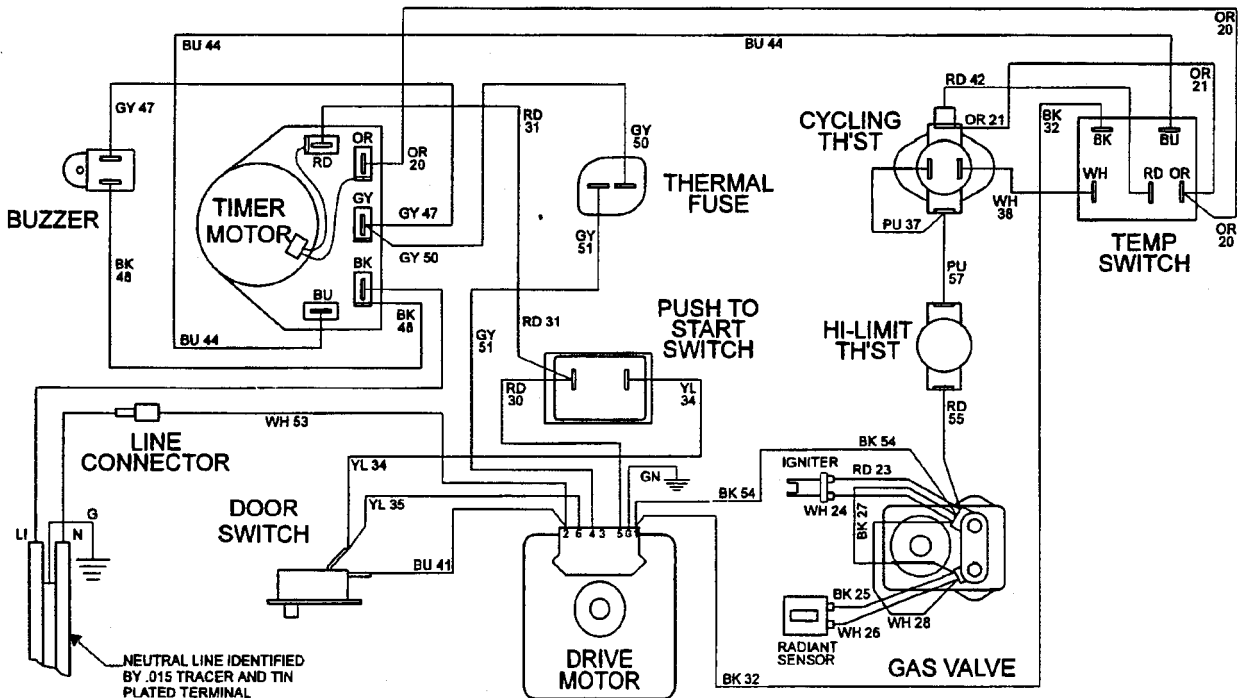 BU 44
BU 44
OR
20
GY 47
RD
31
OR
20
GY
50
RD 42
OR
21
CYCLING
TH'ST
OR 21
BK
32
BK
BU
RD
OR
WH
RD OR
BUZZER
TIMER
MOTOR
GY
GY 47
GY 50
THERMAL
FUSE
GY
51
PU 37
WH
38
OR
20
TEMP
SWITCH
BK
48
BK
BU
BK
48
BU 44
RD 31
GY
51
PUSH TO
START
SWITCH
PU
57
HI-LIMIT
TH'ST
RD
30
YL
34
RD
55
WH 53
LINE
CONNECTOR
YL 34
YL 35
GN
BK 54
BK 54
IGNITER
RD 23
WH 24
BK 27
DOOR
SWITCH
LI
G
N
2 6 4 3 5 G 1
BU 41
BK 25
WH 28
WH 26
RADIANT
SENSOR
DRIVE
MOTOR
GAS VALVE
BK 32
NEUTRAL LINE IDENTIFIED
BY .015 TRACER AND TIN
PLATED TERMINAL